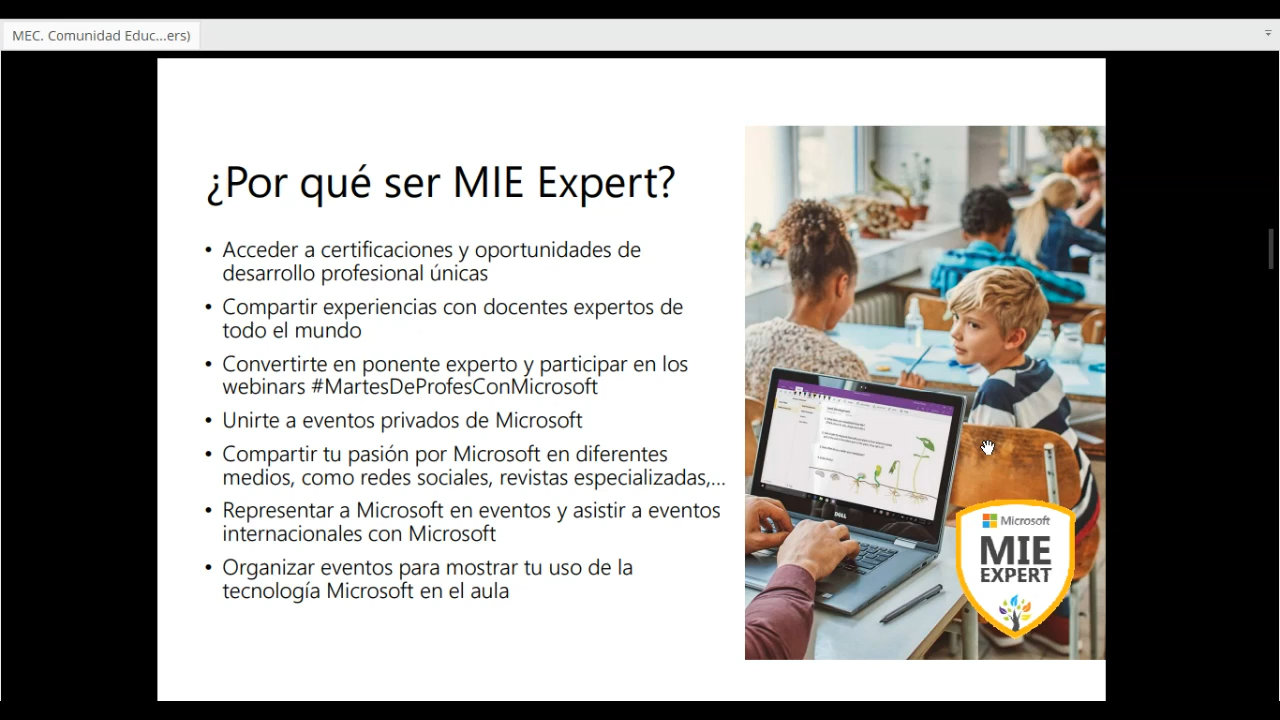 MEC. Comunidad Educ...ers)
¿Por qué ser MIE Expert?
• Acceder a certificaciones y oportunidades de
desarrollo profesional únicas
• Compartir experiencias con docentes expertos de
todo el mundo
• Convertirte en ponente experto y participar en los
webinars #MartesDeProfesConMicrosoft
• Unirte a eventos privados de Microsoft
• Compartir tu pasión por Microsoft en diferentes
medios, como redes sociales, revistas especializadas,...
• Representar a Microsoft en eventos y asistir a eventos
internacionales con Microsoft
• Organizar eventos para mostrar tu uso de la
tecnología Microsoft en el aula
DELL
Microsoft
MIE
EXPERT